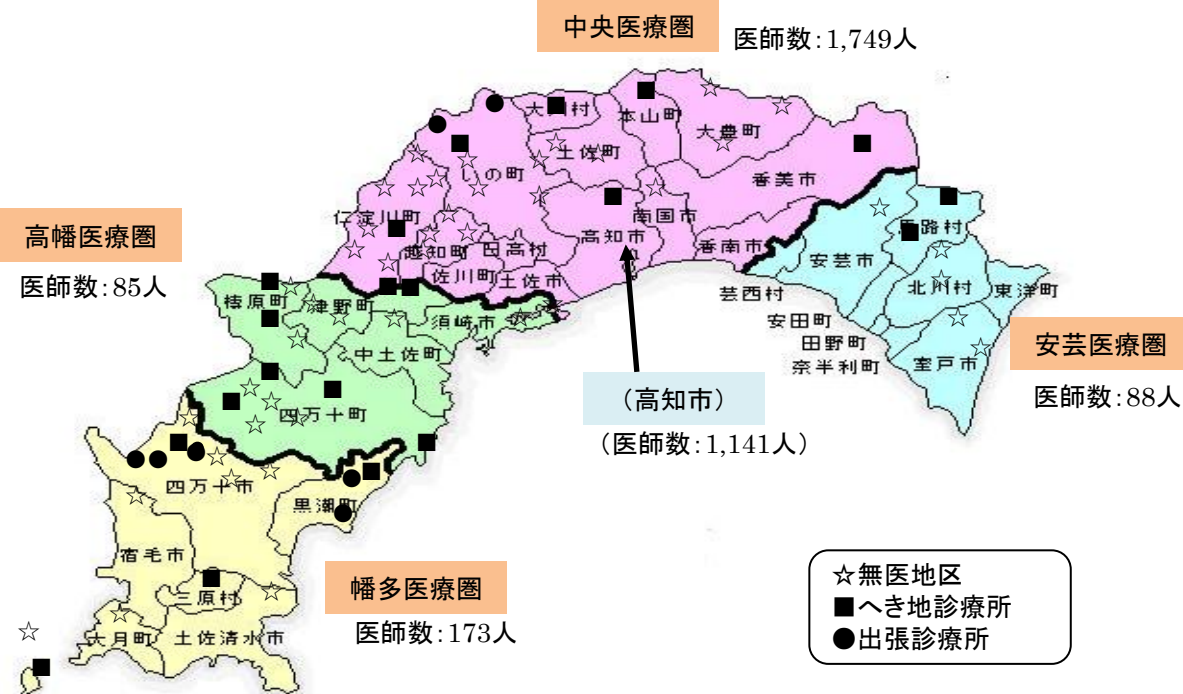 中央医療圏
医師数:1,749人
大川村
本山町
大豊町
土佐町
いの町
香美市
仁淀川町
南国市
高知市
馬路村
高幡医療圏
越知町
日高村
香南市
安芸市
医師数:85人
佐川町
土佐市
北川村
東洋町
梼原町
津野町
須崎市
芸西村
安田町
田野町
奈半利町
安芸医療圏
中土佐町
室戸市
医師数:88人
(高知市)
四万十町
(医師数:1,141人)
四万十市
黒潮町
宿毛市
三原村
幡多医療圏
医師数:173人
大月町
土佐清水市
☆無医地区
■へき地診療所
●出張診療所